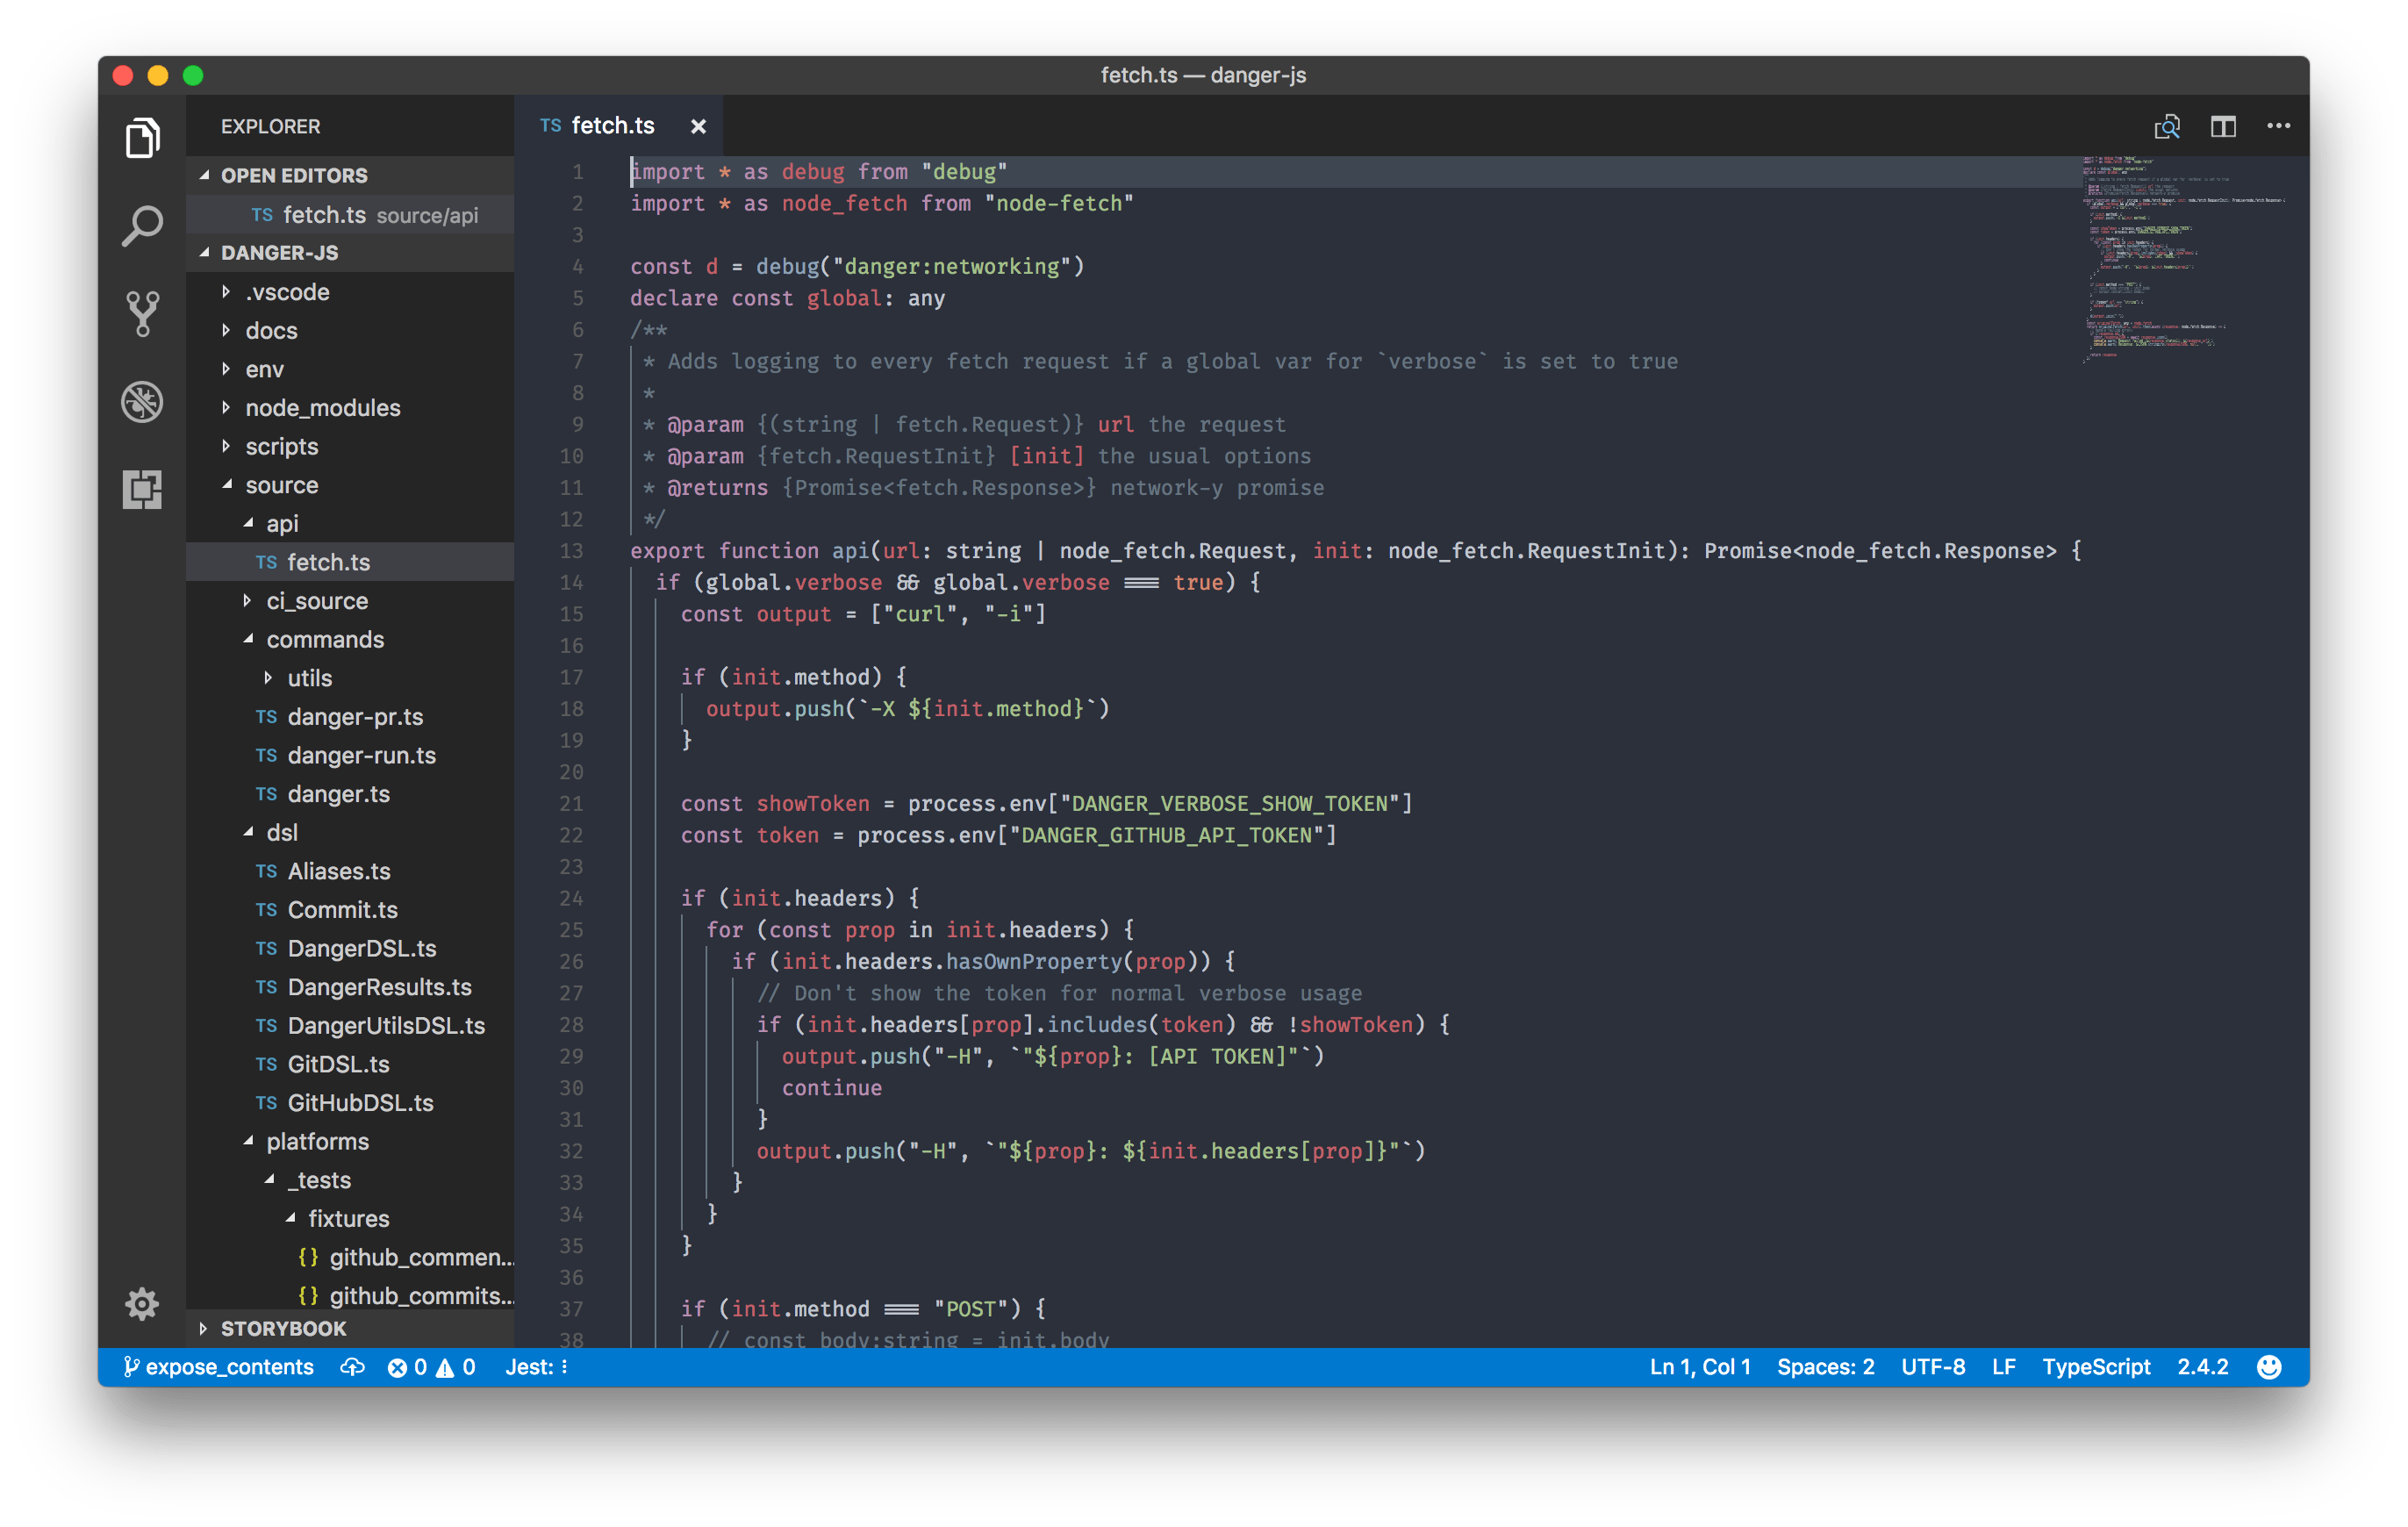 fetch.ts — danger-js
EXPLORER
OPEN EDITORS
TS fetch.ts source/api
DANGER-JS
.vscode
docs
env
node_modules
scripts
source
api
TS fetch.ts
ci_source
commands
utils
TS danger-pr.ts
TS danger-run.ts
TS danger.ts
dsl
TS Aliases.ts
TS Commit.ts
TS DangerDSL.ts
TS DangerResults.ts
TS DangerUtilsDSL.ts
TS GitDSL.ts
TS GitHubDSL.ts
platforms
_tests
fixtures
{} github_commen...
{} github_commits...
STORYBOOK
TS fetch.ts ×
1 import * as debug from "debug"
2 import * as node_fetch from "node-fetch"
3
4 const d = debug("danger:networking")
5 declare const global: any
6 /**
7 * Adds logging to every fetch request if a global var for `verbose` is set to true
8 *
9 * @param {(string | fetch.Request)} url the request
10 * @param {fetch.RequestInit} [init] the usual options
11 * @returns {Promise<fetch.Response>} network-y promise
12 */
13 export function api(url: string | node_fetch.Request, init: node_fetch.RequestInit): Promise<node_fetch.Response> {
14 if (global.verbose && global.verbose === true) {
15 const output = ["curl", "-i"]
16
17 if (init.method) {
18 output.push(`-X ${init.method}`)
19 }
20
21 const showToken = process.env["DANGER_VERBOSE_SHOW_TOKEN"]
22 const token = process.env["DANGER_GITHUB_API_TOKEN"]
23
24 if (init.headers) {
25 for (const prop in init.headers) {
26 if (init.headers.hasOwnProperty(prop)) {
27 // Don't show the token for normal verbose usage
28 if (init.headers[prop].includes(token) && !showToken) {
29 output.push("-H", `"${prop}: [API TOKEN]"`)
30 continue
31 }
32 output.push("-H", `"${prop}: ${init.headers[prop]}"`)
33 }
34 }
35 }
36
37 if (init.method === "POST") {
38 // const body:string = init.body
expose_contents 0 0 Jest: ⋮
Ln 1, Col 1 Spaces: 2 UTF-8 LF TypeScript 2.4.2